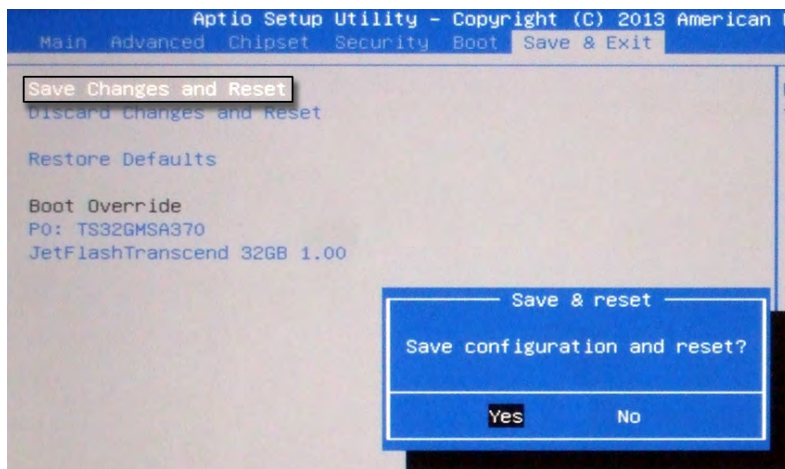 Aptio Setup Utility – Copyright (C) 2013 American
Main Advanced Chipset Security Boot Save & Exit
Save Changes and Reset
Discard Changes and Reset
Restore Defaults
Boot Override
P0: TS32GMSA370
JetFlashTranscend 32GB 1.00
Save & reset
Save configuration and reset?
Yes No